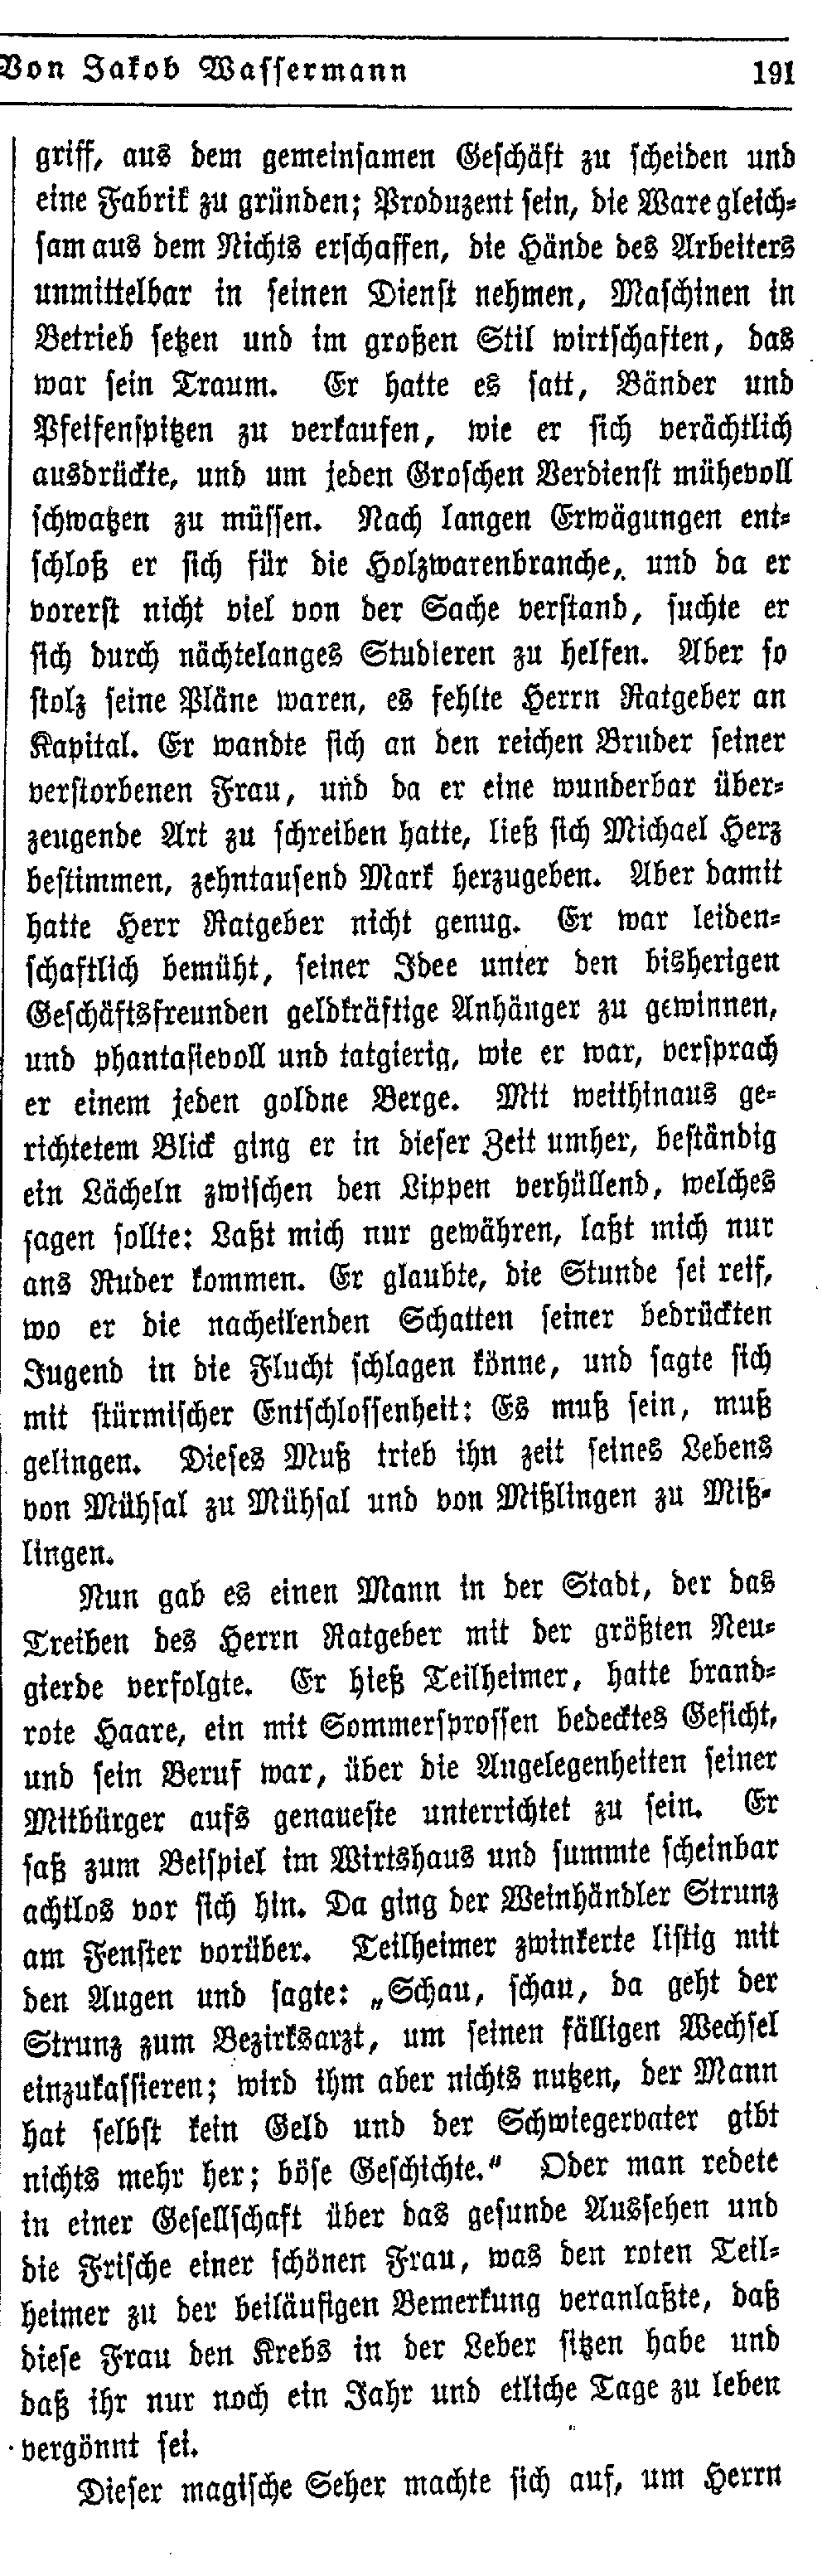 Von Jakob Wassermann 191
griff, aus dem gemeinsamen Geschäft zu scheiden und
eine Fabrik zu gründen; Produzent sein, die Ware gleich-
sam aus dem Nichts erschaffen, die Hände des Arbeiters
unmittelbar in seinen Dienst nehmen, Maschinen in
Betrieb setzen und im großen Stil wirtschaften, das
war sein Traum. Er hatte es satt, Bänder und
Pfeifenspitzen zu verkaufen, wie er sich verächtlich
ausdrückte, und um jeden Groschen Verdienst mühevoll
schwatzen zu müssen. Nach langen Erwägungen ent-
schloß er sich für die Holzwarenbranche, und da er
vorerst nicht viel von der Sache verstand, suchte er
sich durch nächtelanges Studieren zu helfen. Aber so
stolz seine Pläne waren, es fehlte Herrn Ratgeber an
Kapital. Er wandte sich an den reichen Bruder seiner
verstorbenen Frau, und da er eine wunderbar über-
zeugende Art zu schreiben hatte, ließ sich Michael Herz
bestimmen, zehntausend Mark herzugeben. Aber damit
hatte Herr Ratgeber nicht genug. Er war leiden-
schaftlich bemüht, seiner Idee unter den bisherigen
Geschäftsfreunden geldkräftige Anhänger zu gewinnen,
und phantasievoll und tatgierig, wie er war, versprach
er einem jeden goldne Berge. Mit weithinaus ge-
richtetem Blick ging er in dieser Zeit umher, beständig
ein Lächeln zwischen den Lippen verhüllend, welches
sagen sollte: Laßt mich nur gewähren, laßt mich nur
ans Ruder kommen. Er glaubte, die Stunde sei reif,
wo er die nacheilenden Schatten seiner bedrückten
Jugend in die Flucht schlagen könne, und sagte sich
mit stürmischer Entschlossenheit: Es muß sein, muß
gelingen. Dieses Muß trieb ihn zeit seines Lebens
von Mühsal zu Mühsal und von Mißlingen zu Miß-
lingen.
Nun gab es einen Mann in der Stadt, der das
Treiben des Herrn Ratgeber mit der größten Neu-
gierde verfolgte. Er hieß Teilheimer, hatte brand-
rote Haare, ein mit Sommersprossen bedecktes Gesicht,
und sein Beruf war, über die Angelegenheiten seiner
Mitbürger aufs genaueste unterrichtet zu sein. Er
saß zum Beispiel im Wirtshaus und summte scheinbar
achtlos vor sich hin. Da ging der Weinhändler Strunz
am Fenster vorüber. Teilheimer zwinkerte listig mit
den Augen und sagte: „Schau, schau, da geht der
Strunz zum Bezirksarzt, um seinen fälligen Wechsel
einzukassieren; wird ihm aber nichts nutzen, der Mann
hat selbst kein Geld und der Schwiegervater gibt
nichts mehr her; böse Geschichte.“ Oder man redete
in einer Gesellschaft über das gesunde Aussehen und
die Frische einer schönen Frau, was den roten Teil-
heimer zu der beiläufigen Bemerkung veranlaßte, daß
diese Frau den Krebs in der Leber sitzen habe und
daß ihr nur noch ein Jahr und etliche Tage zu leben
vergönnt sei.
Dieser magische Seher machte sich auf, um Herrn